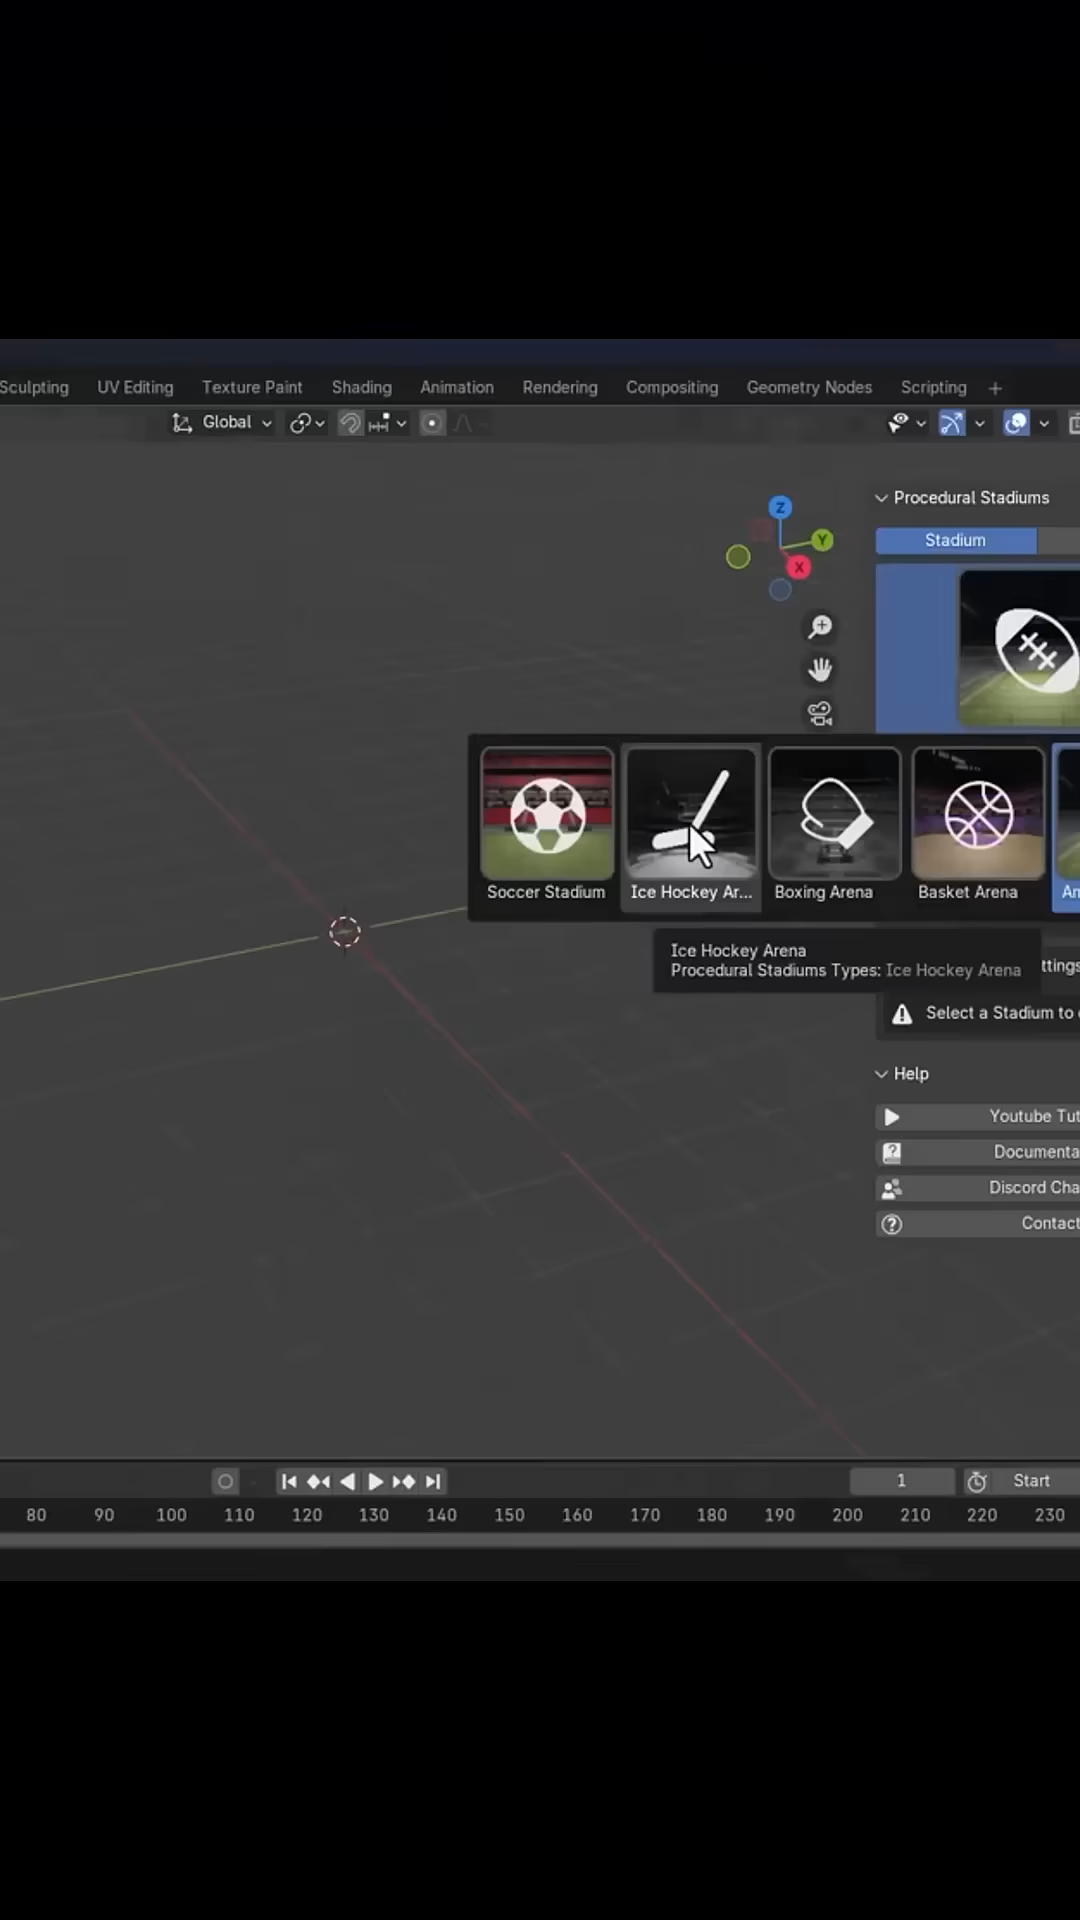 Sculpting UV Editing Texture Paint Shading Animation Rendering Compositing Geometry Nodes Scripting +
Global
Procedural Stadiums
Z
Y
X
Stadium
Soccer Stadium Ice Hockey Ar... Boxing Arena Basket Arena Am
Ice Hockey Arena
Procedural Stadiums Types: Ice Hockey Arena
ttings
Select a Stadium to
Help
Youtube Tut
Documenta
Discord Cha
Contact
1 Start
80 90 100 110 120 130 140 150 160 170 180 190 200 210 220 230